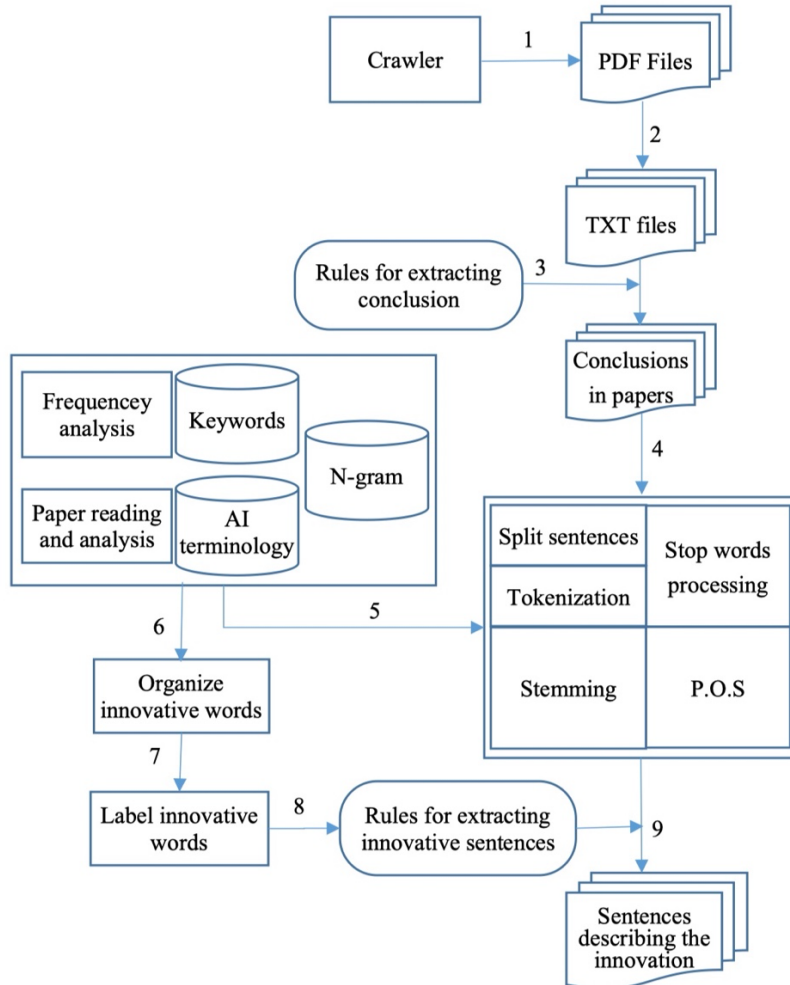 Crawler
1
PDF Files
2
TXT files
Rules for extracting
conclusion
3
Conclusions
in papers
4
Frequencey
analysis
Keywords
N-gram
Paper reading
and analysis
AI
terminology
Split sentences
Stop words
processing
Tokenization
Stemming
P.O.S
5
6
Organize
innovative words
7
Label innovative
words
8
Rules for extracting
innovative sentences
9
Sentences
describing the
innovation